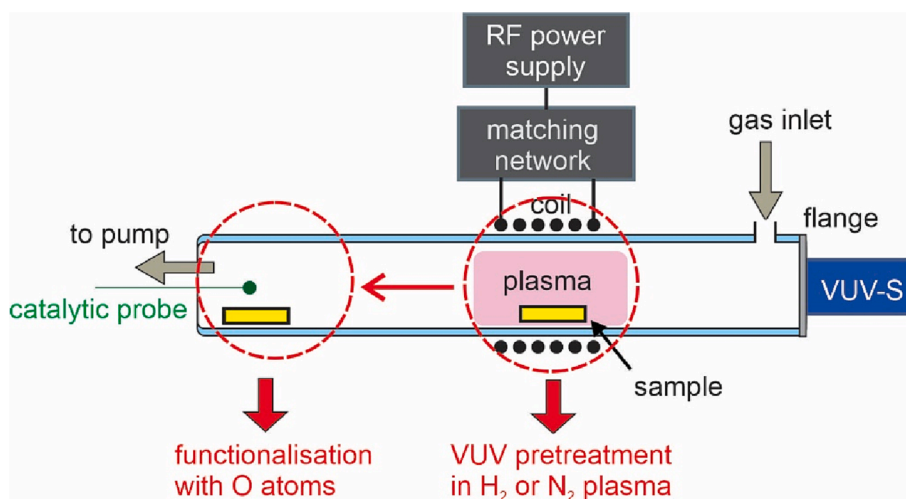 RF power
supply
matching
network
gas inlet
coil
flange
to pump
plasma
VUV-S
catalytic probe
sample
functionalisation
with O atoms
VUV pretreatment
in H₂ or N₂ plasma